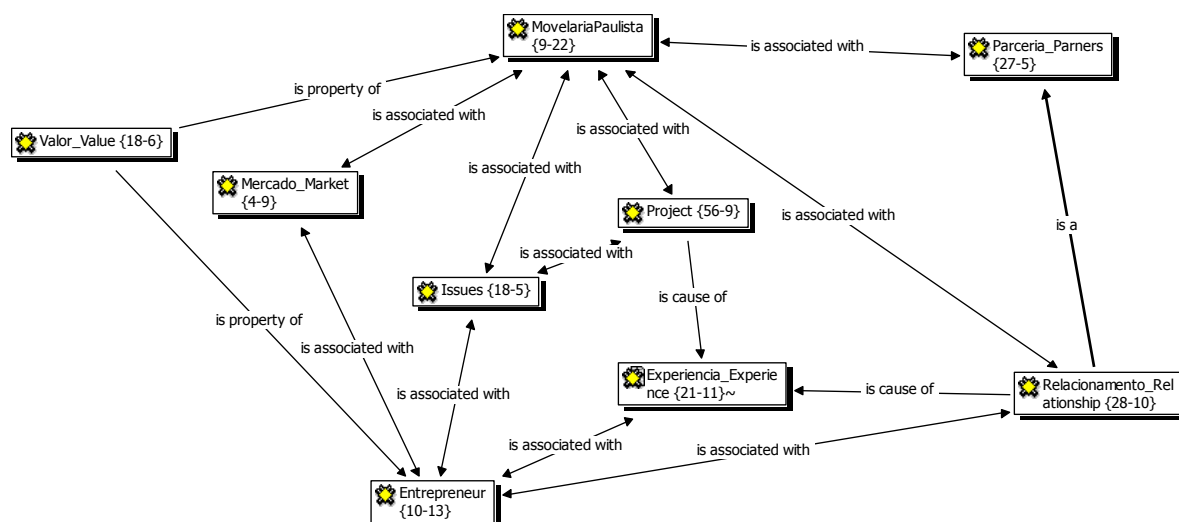 MovelariaPaulista
{9-22}
is associated with
Parceria_Parners
{27-5}
is property of
is associated with
is associated with
Valor_Value {18-6}
is associated with
Mercado_Market
{4-9}
Project {56-9}
is associated with
is a
is associated with
Issues {18-5}
is cause of
is property of
is associated with
Experiencia_Experie
nce {21-11}~
is cause of
Relacionamento_Rel
ationship {28-10}
is associated with
is associated with
is associated with
Entrepreneur
{10-13}